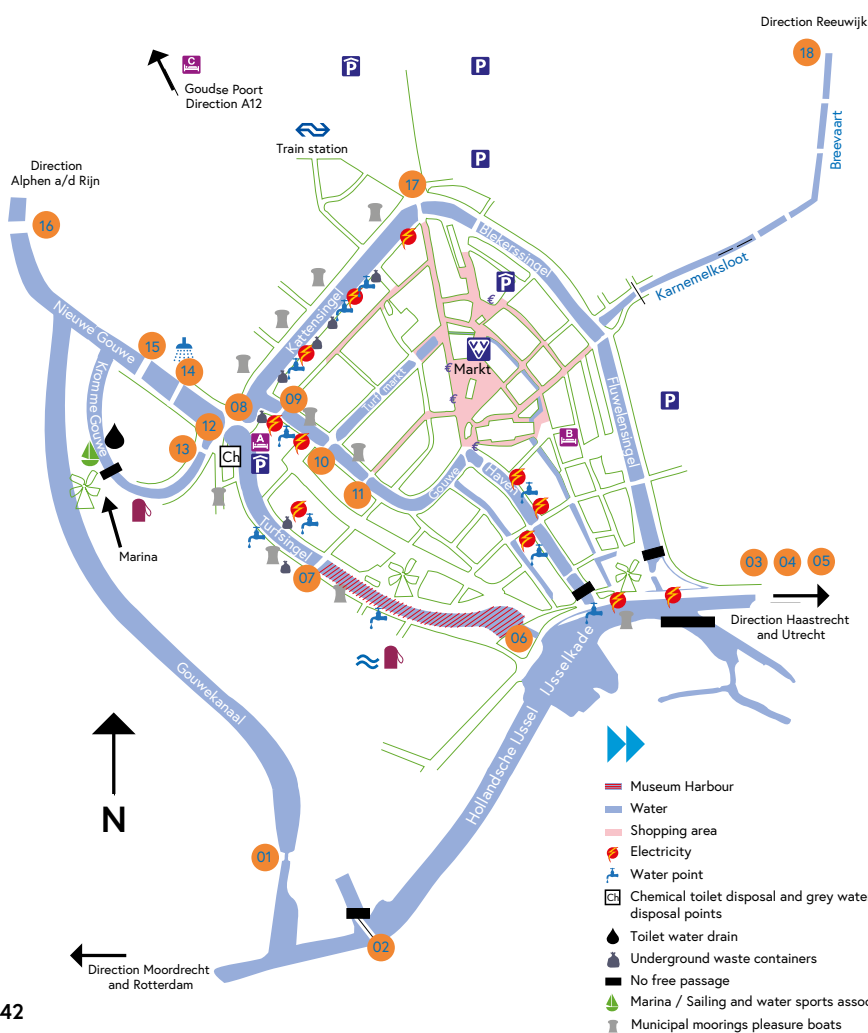 Direction Reeuwijk
18
C
Goudse Poort
Direction A12
P
P
Breevaart
Train station
P
Direction
Alphen a/d Rijn
17
16
Blekerssingel
Karnemelksloot
P
Kattensingel
Nieuwe Gouwe
15
14
VVV
€
Markt
€
€
Turfmarkt
Fluwelensingel
Kromme Gouwe
08
09
P
12
13
A
B
Ch
P
10
€
11
Gouwe
Haven
Turfsingel
Marina
07
03 04 05
Direction Haastrecht
and Utrecht
06
IJsselkade
Gouwekanaal
Hollandsche IJssel
N
01
02
Direction Moordrecht
and Rotterdam
Museum Harbour
Water
Shopping area
Electricity
Water point
Ch Chemical toilet disposal and grey wate
disposal points
Toilet water drain
Underground waste containers
No free passage
Marina / Sailing and water sports assoc
Municipal moorings pleasure boats
42